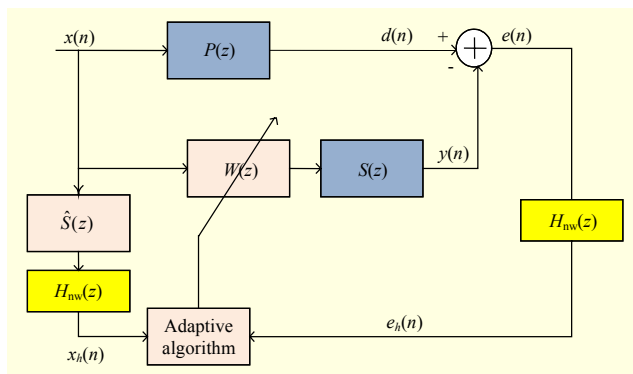 x(n)
P(z)
d(n)
+
e(n)
-
W(z)
S(z)
y(n)
Ŝ(z)
H_nw(z)
H_nw(z)
Adaptive
algorithm
e_h(n)
x_h(n)